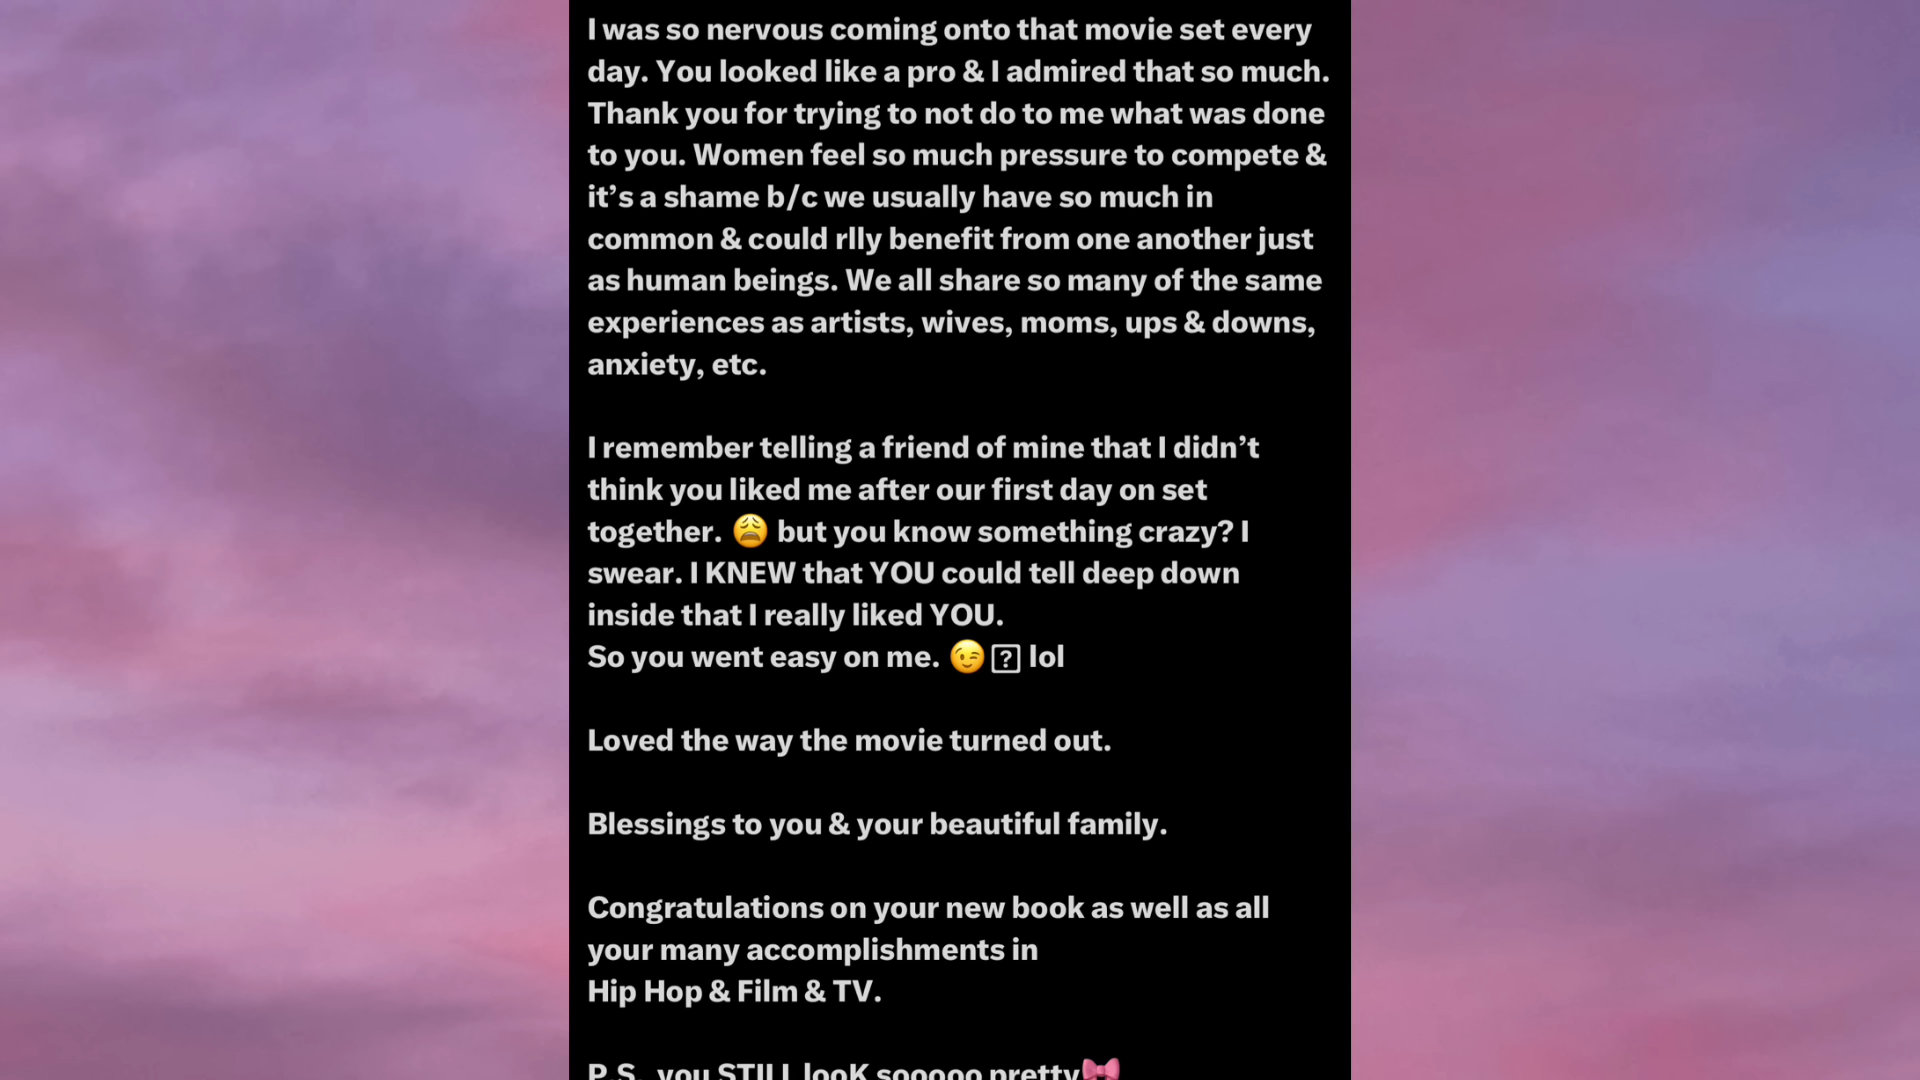 I was so nervous coming onto that movie set every
day. You looked like a pro & I admired that so much.
Thank you for trying to not do to me what was done
to you. Women feel so much pressure to compete &
it’s a shame b/c we usually have so much in
common & could rlly benefit from one another just
as human beings. We all share so many of the same
experiences as artists, wives, moms, ups & downs,
anxiety, etc.
I remember telling a friend of mine that I didn’t
think you liked me after our first day on set
together. 😩 but you know something crazy? I
swear. I KNEW that YOU could tell deep down
inside that I really liked YOU.
So you went easy on me. 😉 lol
Loved the way the movie turned out.
Blessings to you & your beautiful family.
Congratulations on your new book as well as all
your many accomplishments in
Hip Hop & Film & TV.
P.S. you STILL looK sooooo pretty🎀